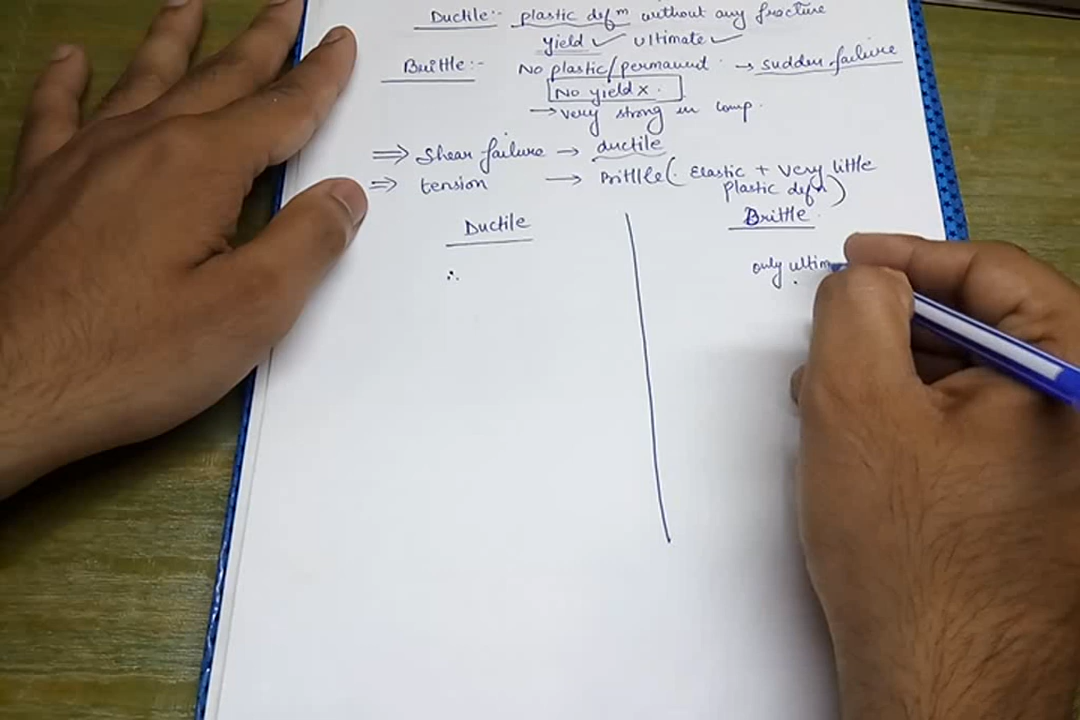 Ductile:- plastic defm without any fracture
yield ✓ ultimate ✓
Brittle:- No plastic/permanent → sudden failure
No yield x.
→ very strong in comp.
⇒ Shear failure → ductile
⇒ tension → Brittle (Elastic + very little
plastic defn)
Ductile Brittle
∴ only ultim